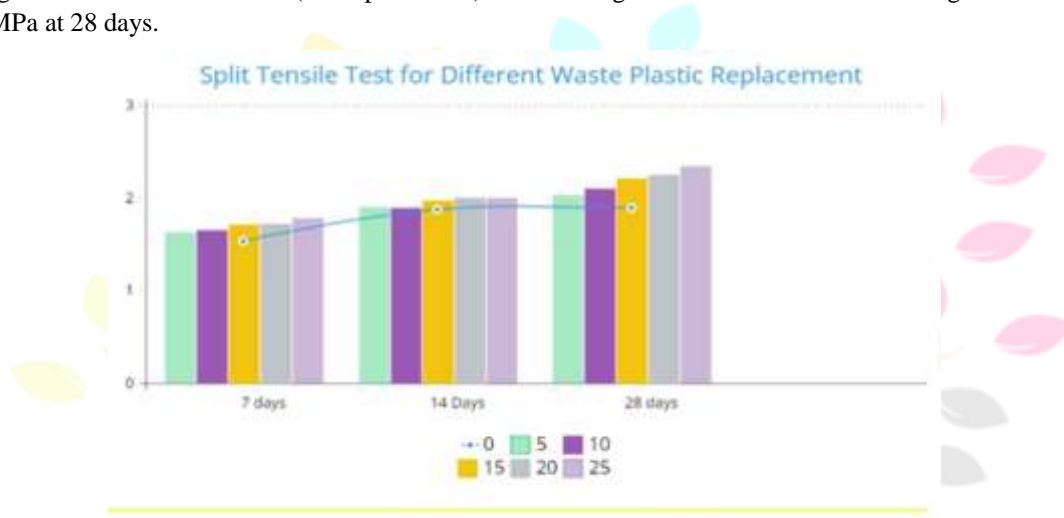 MPa at 28 days.
Split Tensile Test for Different Waste Plastic Replacement
3
2
1
0
7 days 14 Days 28 days
0 5 10
15 20 25